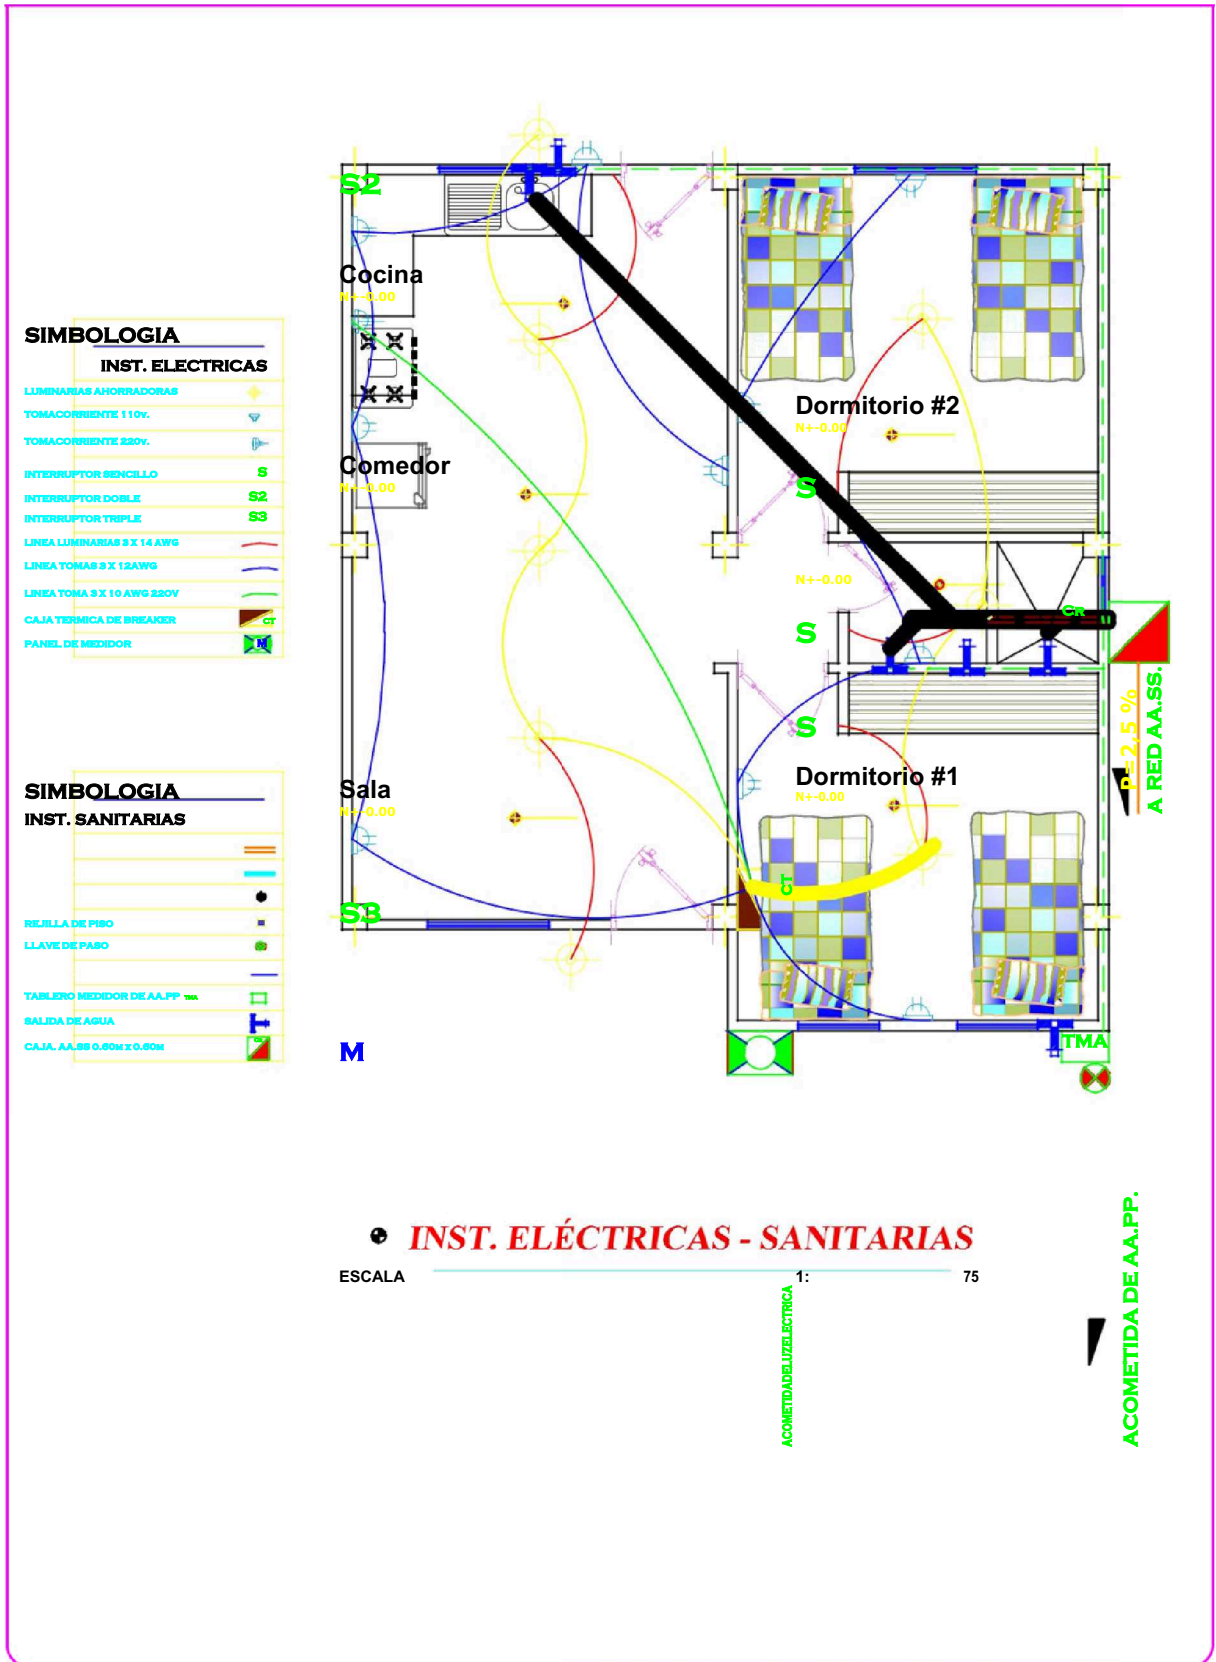 S2
Cocina
N+-0.00
SIMBOLOGIA
INST. ELECTRICAS
LUMINARIAS AHORRADORAS
TOMACORRIENTE 110v.
TOMACORRIENTE 220v.
INTERRUPTOR SENCILLO S
INTERRUPTOR DOBLE S2
INTERRUPTOR TRIPLE S3
LINEA LUMINARIAS 3 X 14 AWG
LINEA TOMAS 3 X 12AWG
LINEA TOMA 3 X 10 AWG 220V
CAJA TERMICA DE BREAKER CT
PANEL DE MEDIDOR M
Dormitorio #2
N+-0.00
Comedor
N+-0.00
S
N+-0.00
CR
S
S
P=2,5 %
A RED AA.SS.
Dormitorio #1
N+-0.00
Sala
N+-0.00
SIMBOLOGIA
INST. SANITARIAS
REJILLA DE PISO
LLAVE DE PASO
TABLERO MEDIDOR DE AA.PP TMA
SALIDA DE AGUA
CAJA. AA.SS 0.60M X 0.60M
CT
S3
M
TMA
INST. ELÉCTRICAS - SANITARIAS
ESCALA 1: 75
ACOMETIDADELUZELECTRICA
ACOMETIDA DE AA.PP.